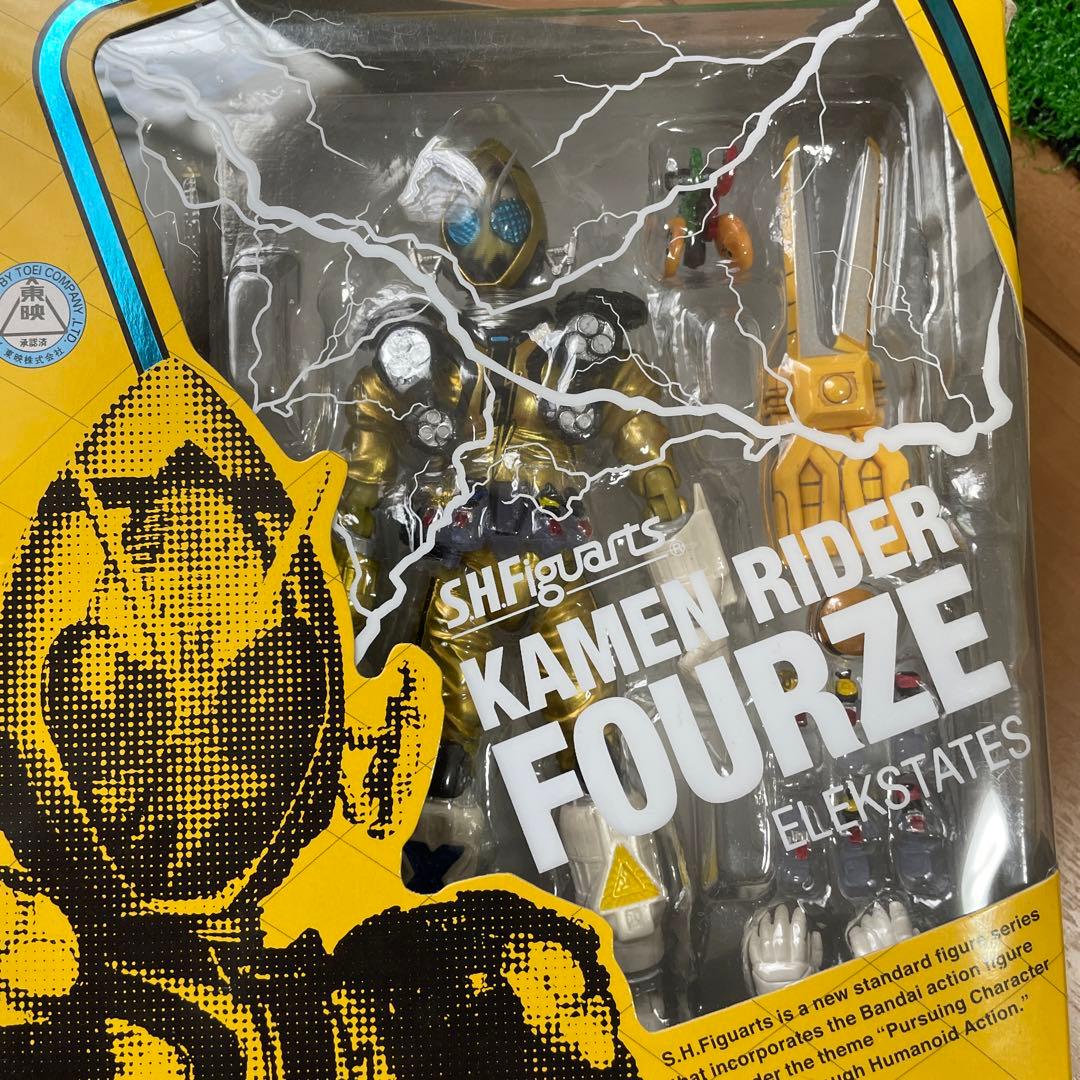 BY TOEI COMPANY, LTD.
東映
承認済
東映株式会社
S.H.Figuarts®
KAMEN RIDER
FOURZE
ELEKSTATES
S.H.Figuarts is a new standard figure series
that incorporates the Bandai action figure
the theme "Pursuing Character
Humanoid Action."